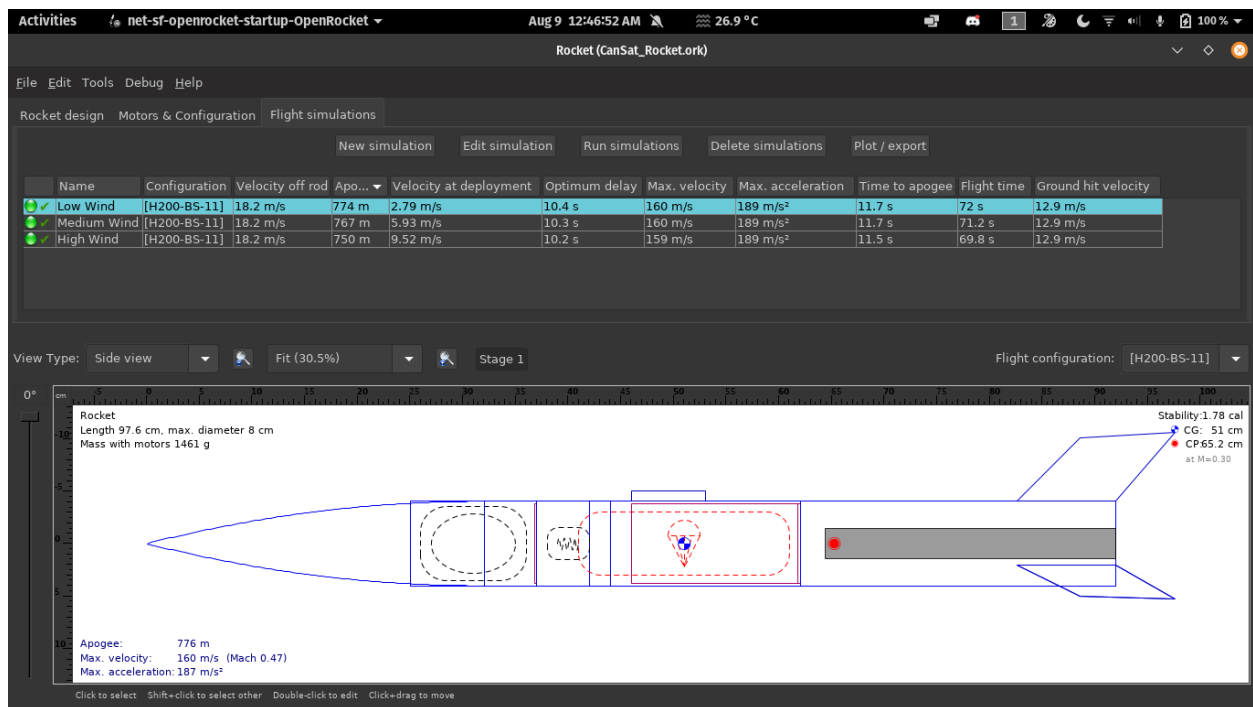 Activities net-sf-openrocket-startup-OpenRocket Aug 9 12:46:52 AM 26.9 °C 1 100 %
Rocket (CanSat_Rocket.ork)
File Edit Tools Debug Help
Rocket design Motors & Configuration Flight simulations
New simulation Edit simulation Run simulations Delete simulations Plot / export
Name Configuration Velocity off rod Apo... Velocity at deployment Optimum delay Max. velocity Max. acceleration Time to apogee Flight time Ground hit velocity
Low Wind [H200-BS-11] 18.2 m/s 774 m 2.79 m/s 10.4 s 160 m/s 189 m/s² 11.7 s 72 s 12.9 m/s
Medium Wind [H200-BS-11] 18.2 m/s 767 m 5.93 m/s 10.3 s 160 m/s 189 m/s² 11.7 s 71.2 s 12.9 m/s
High Wind [H200-BS-11] 18.2 m/s 750 m 9.52 m/s 10.2 s 159 m/s 189 m/s² 11.5 s 69.8 s 12.9 m/s
View Type: Side view Fit (30.5%) Stage 1 Flight configuration: [H200-BS-11]
0° cm -5 0 5 10 15 20 25 30 35 40 45 50 55 60 65 70 75 80 85 90 95 100
Rocket Stability:1.78 cal
Length 97.6 cm, max. diameter 8 cm CG: 51 cm
-10 Mass with motors 1461 g CP:65.2 cm
at M=0.30
-5
0
5
10 Apogee: 776 m
Max. velocity: 160 m/s (Mach 0.47)
Max. acceleration: 187 m/s²
Click to select Shift+click to select other Double-click to edit Click+drag to move